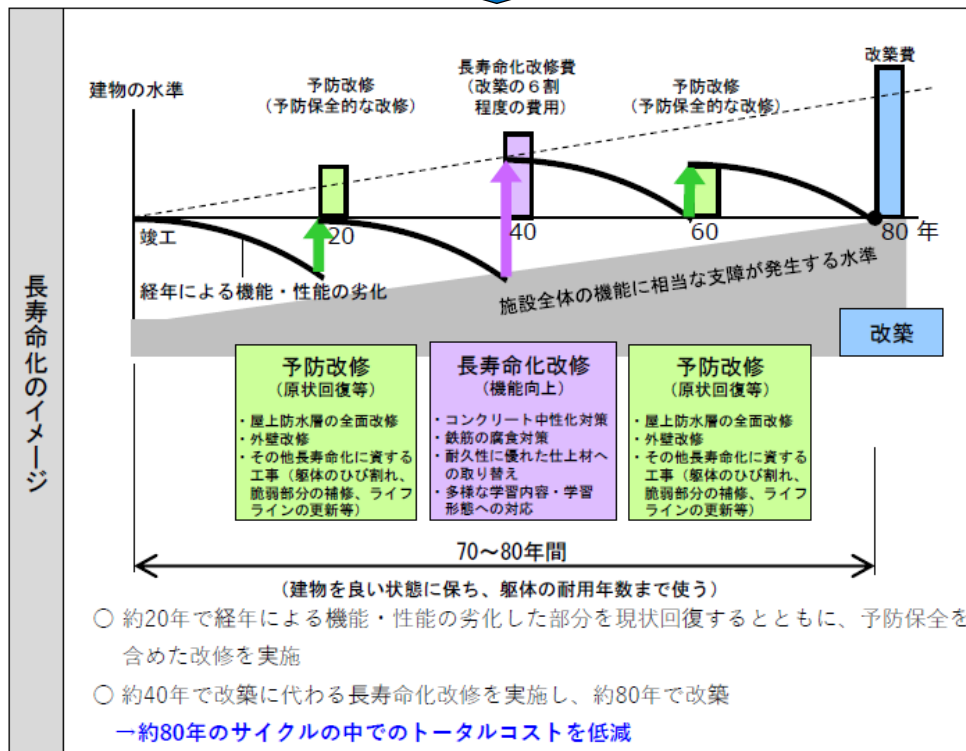 長寿命化のイメージ
建物の水準
予防改修
(予防保全的な改修)
長寿命化改修費
(改築の6割
程度の費用)
予防改修
(予防保全的な改修)
改築費
竣工
20
40
60
80 年
経年による機能・性能の劣化
施設全体の機能に相当な支障が発生する水準
改築
予防改修
(原状回復等)
・屋上防水層の全面改修
・外壁改修
・その他長寿命化に資する
工事(躯体のひび割れ、
脆弱部分の補修、ライフ
ラインの更新等)
長寿命化改修
(機能向上)
・コンクリート中性化対策
・鉄筋の腐食対策
・耐久性に優れた仕上材へ
の取り替え
・多様な学習内容・学習
形態への対応
予防改修
(原状回復等)
・屋上防水層の全面改修
・外壁改修
・その他長寿命化に資する
工事(躯体のひび割れ、
脆弱部分の補修、ライフ
ラインの更新等)
70~80年間
(建物を良い状態に保ち、躯体の耐用年数まで使う)
○ 約20年で経年による機能・性能の劣化した部分を現状回復するとともに、予防保全を
含めた改修を実施
○ 約40年で改築に代わる長寿命化改修を実施し、約80年で改築
→約80年のサイクルの中でのトータルコストを低減